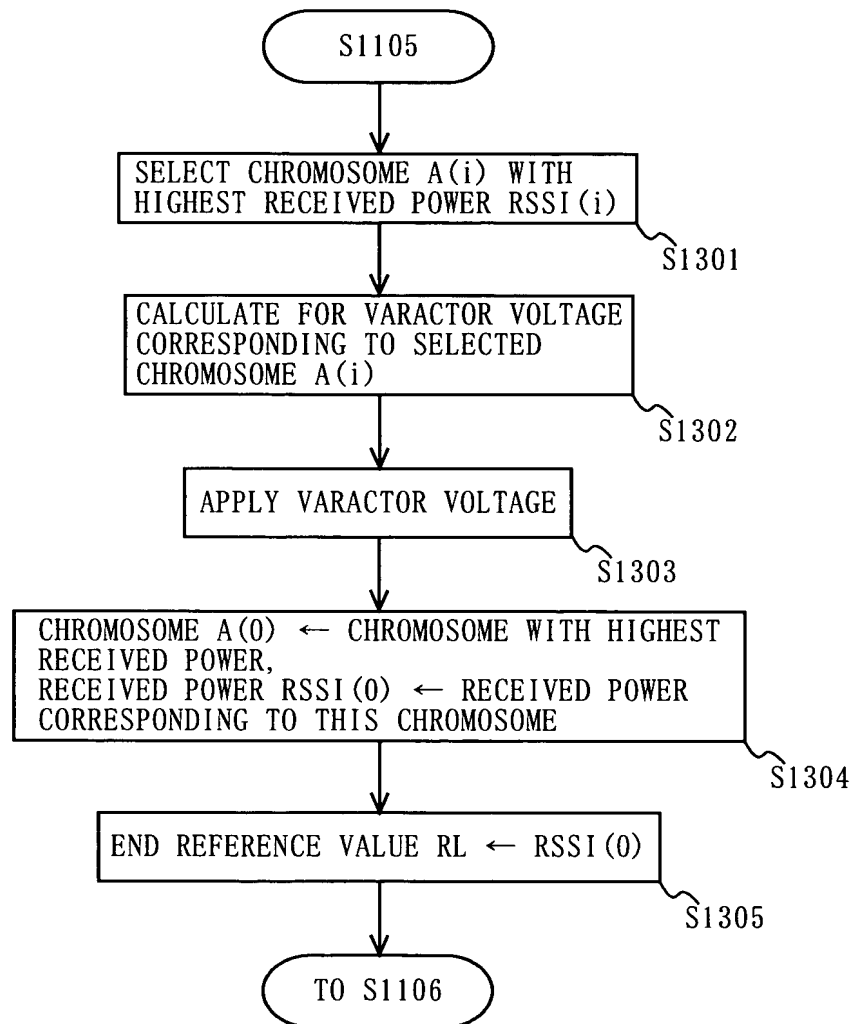 S1105
SELECT CHROMOSOME A(i) WITH
HIGHEST RECEIVED POWER RSSI(i)
S1301
CALCULATE FOR VARACTOR VOLTAGE
CORRESPONDING TO SELECTED
CHROMOSOME A(i)
S1302
APPLY VARACTOR VOLTAGE
S1303
CHROMOSOME A(0) ← CHROMOSOME WITH HIGHEST
RECEIVED POWER,
RECEIVED POWER RSSI(0) ← RECEIVED POWER
CORRESPONDING TO THIS CHROMOSOME
S1304
END REFERENCE VALUE RL ← RSSI(0)
S1305
TO S1106